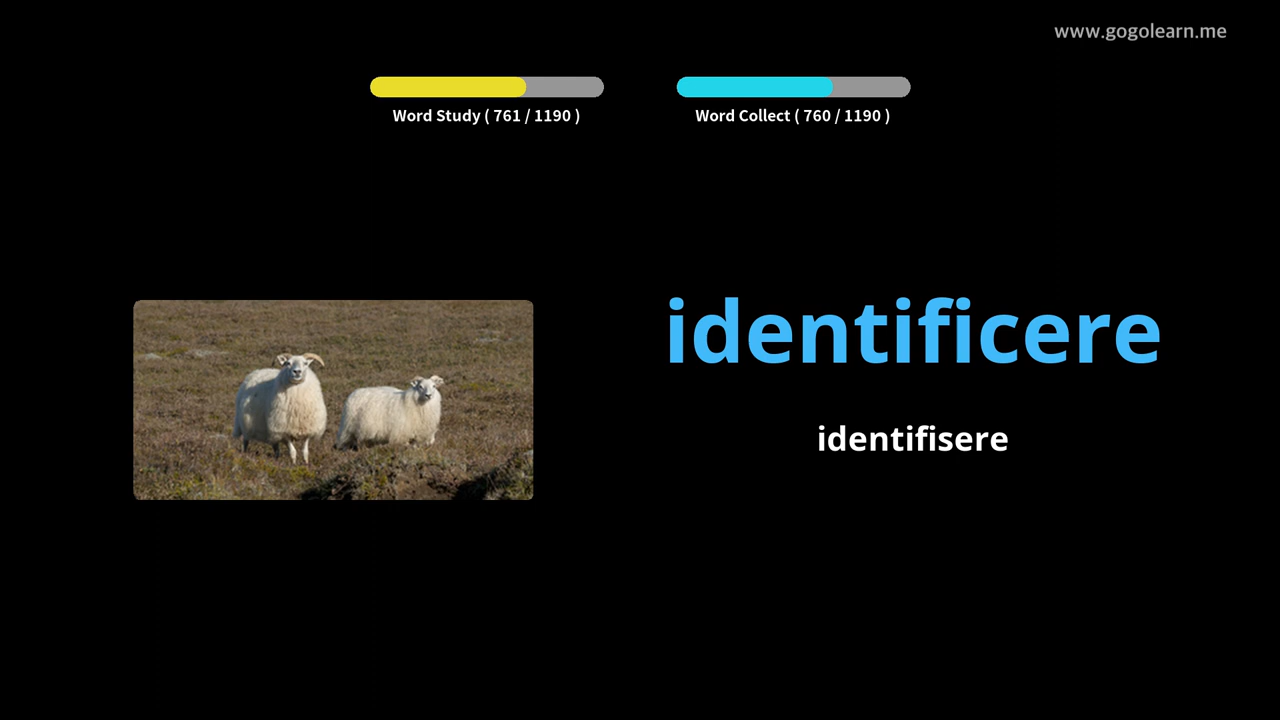 www.gogolearn.me
Word Study ( 761 / 1190 )
Word Collect ( 760 / 1190 )
identificere
identifisere